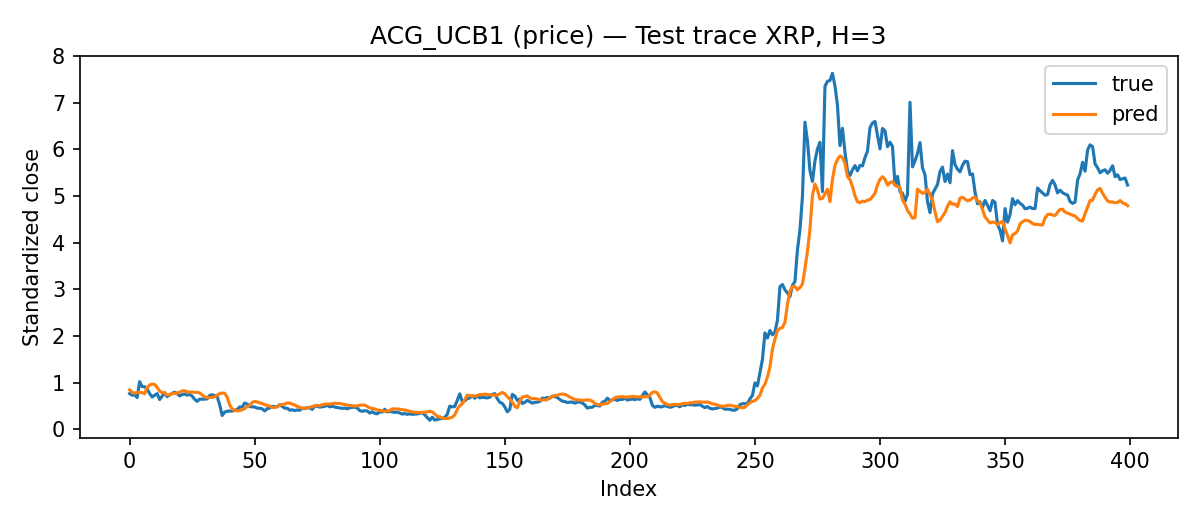 ACG_UCB1 (price) — Test trace XRP, H=3
true
pred
Standardized close
8
7
6
5
4
3
2
1
0
0 50 100 150 200 250 300 350 400
Index